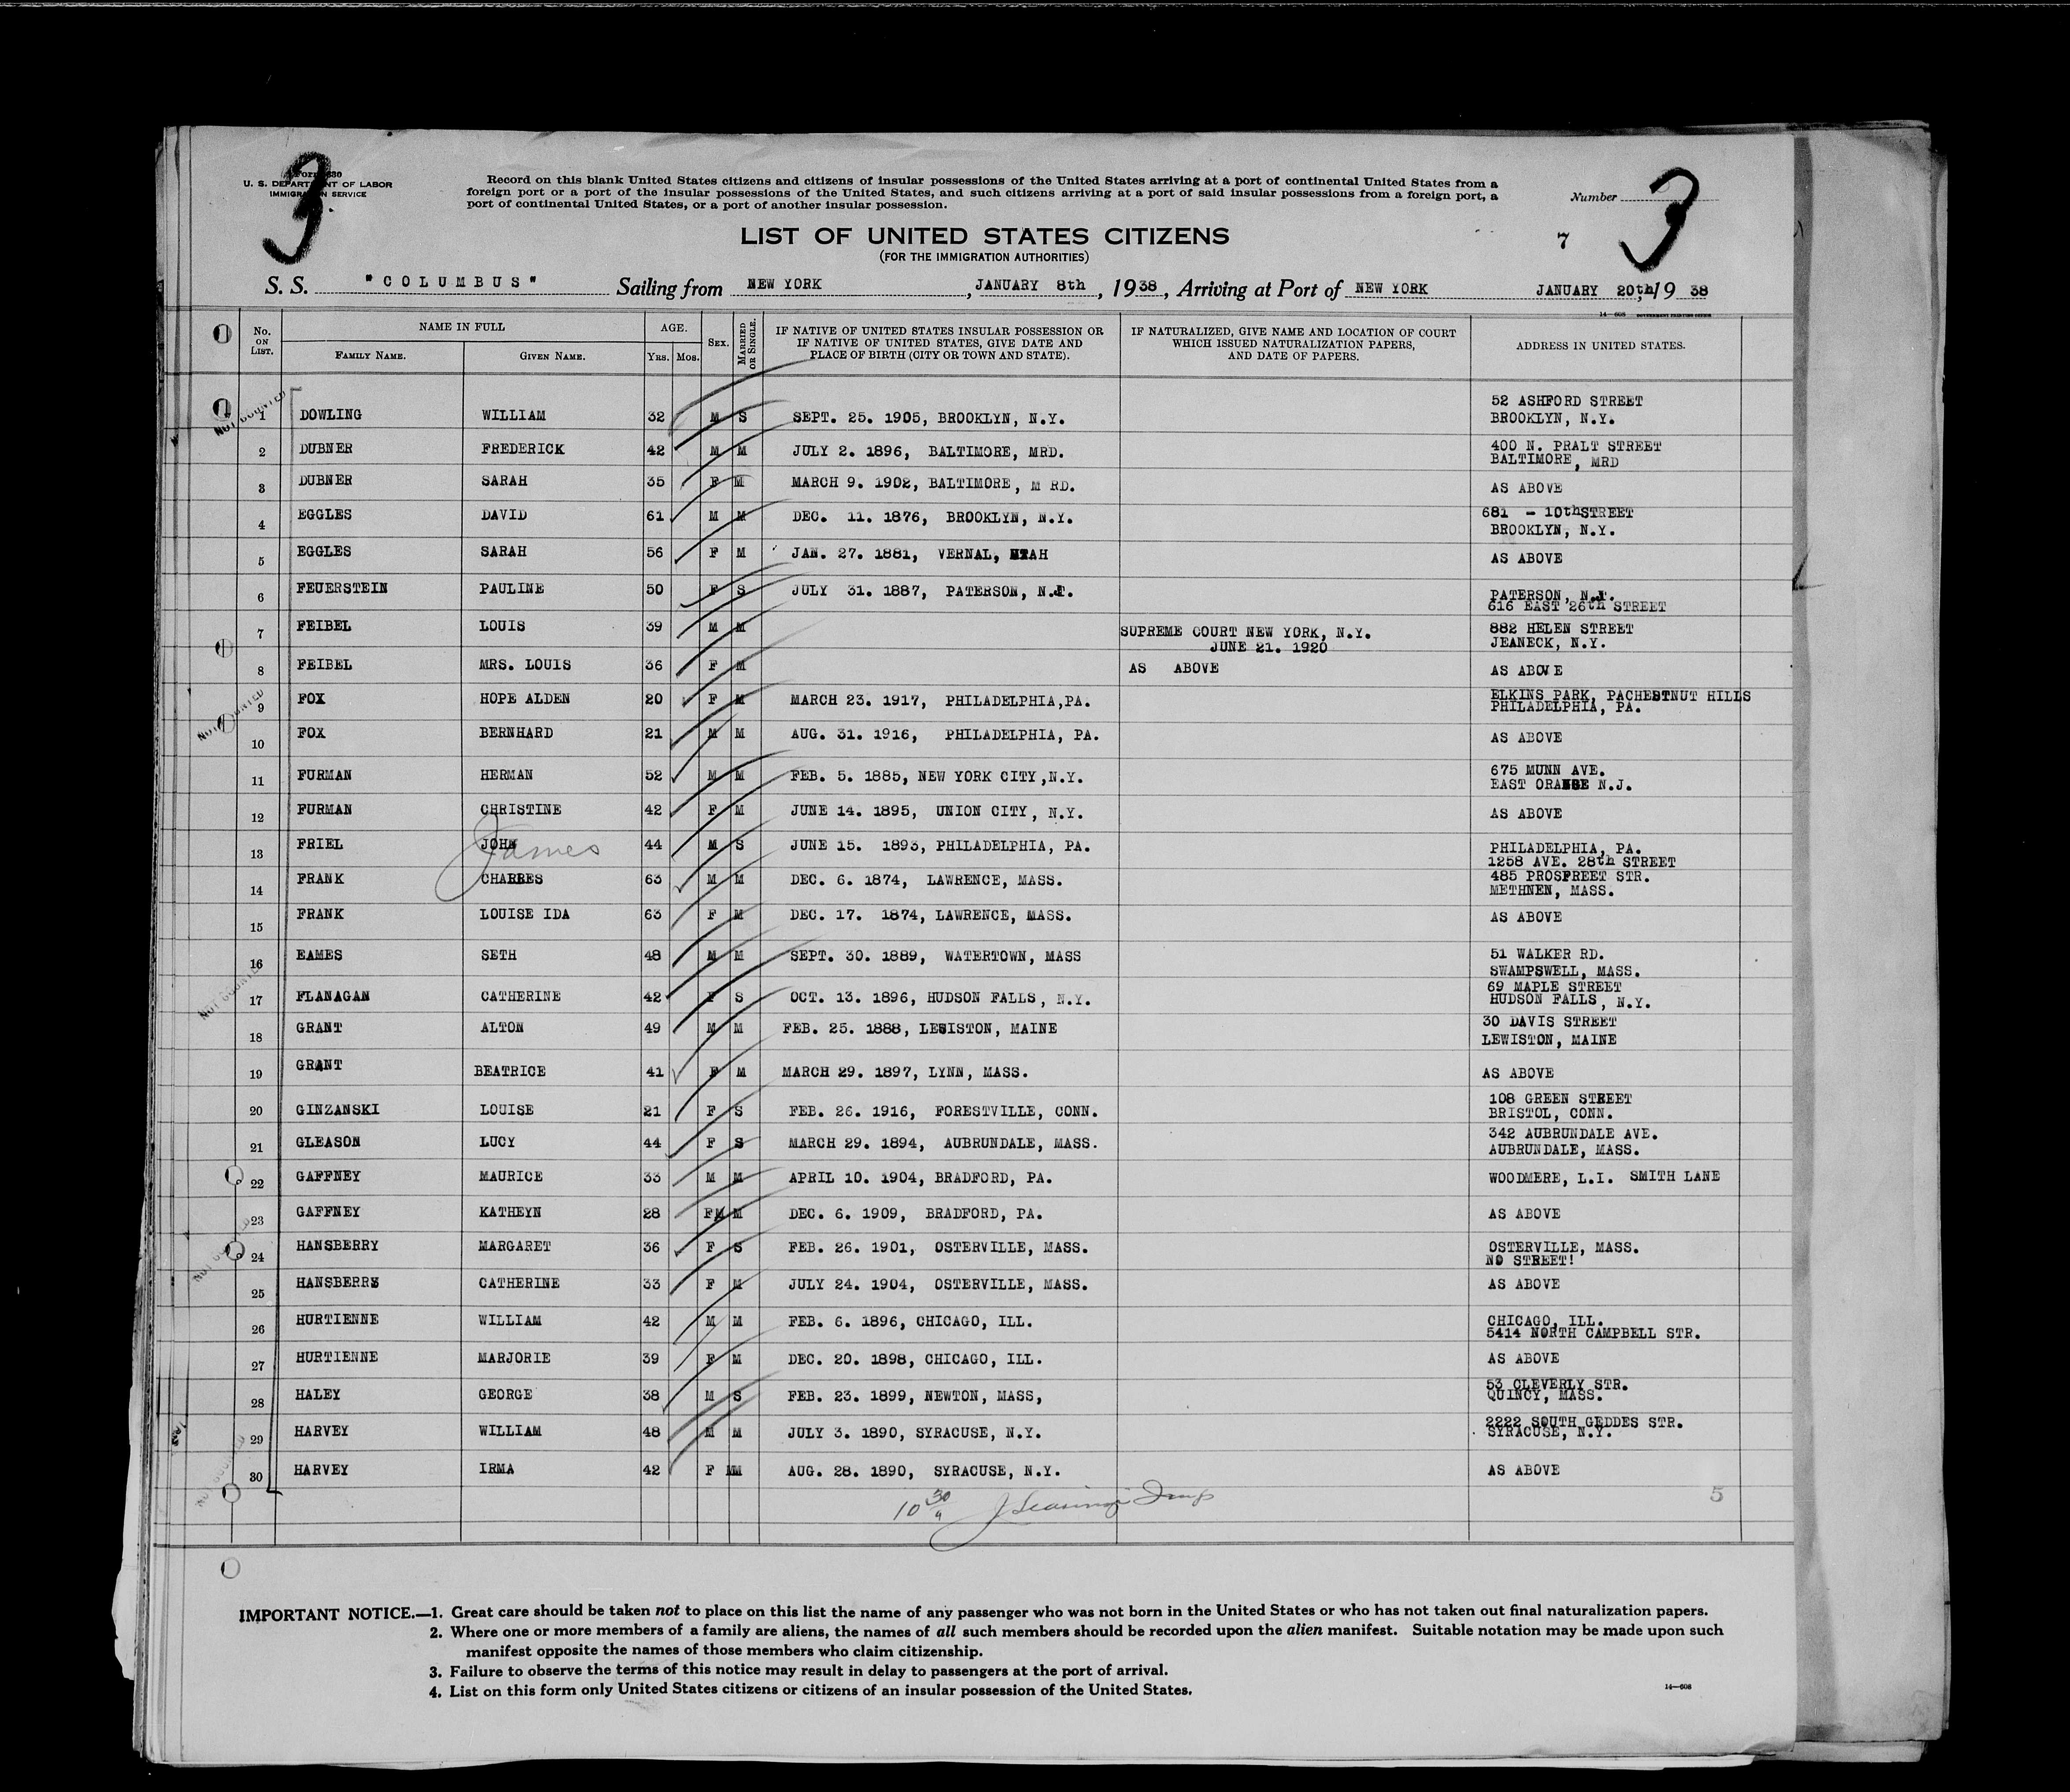 3
3
Form 630
U. S. DEPARTMENT OF LABOR
IMMIGRATION SERVICE
Record on this blank United States citizens and citizens of insular possessions of the United States arriving at a port of continental United States from a
foreign port or a port of the insular possessions of the United States, and such citizens arriving at a port of said insular possessions from a foreign port, a
port of continental United States, or a port of another insular possession.
Number
LIST OF UNITED STATES CITIZENS
7
(FOR THE IMMIGRATION AUTHORITIES)
S. S. "COLUMBUS" Sailing from NEW YORK, JANUARY 8th, 1938, Arriving at Port of NEW YORK JANUARY 20th, 1938
14—608 GOVERNMENT PRINTING OFFICE
No. ON LIST. NAME IN FULL FAMILY NAME. GIVEN NAME. AGE. Yrs. Mos. SEX. MARRIED OR SINGLE. IF NATIVE OF UNITED STATES INSULAR POSSESSION OR IF NATIVE OF UNITED STATES, GIVE DATE AND PLACE OF BIRTH (CITY OR TOWN AND STATE). IF NATURALIZED, GIVE NAME AND LOCATION OF COURT WHICH ISSUED NATURALIZATION PAPERS, AND DATE OF PAPERS. ADDRESS IN UNITED STATES.
NOT COUNTED
1 DOWLING WILLIAM 32 M S SEPT. 25. 1905, BROOKLYN, N.Y. 52 ASHFORD STREET BROOKLYN, N.Y.
2 DUBNER FREDERICK 42 M M JULY 2. 1896, BALTIMORE, MRD. 400 N. PRALT STREET BALTIMORE, MRD
3 DUBNER SARAH 35 F M MARCH 9. 1902, BALTIMORE, M RD. AS ABOVE
4 EGGLES DAVID 61 M M DEC. 11. 1876, BROOKLYN, N.Y. 681 - 10thSTREET BROOKLYN, N.Y.
5 EGGLES SARAH 56 F M JAN. 27. 1881, VERNAL, UTAH AS ABOVE
6 FEUERSTEIN PAULINE 50 F S JULY 31. 1887, PATERSON, N.J. PATERSON, N.J. 616 EAST 26th STREET
7 FEIBEL LOUIS 39 M M SUPREME COURT NEW YORK, N.Y. JUNE 21. 1920 882 HELEN STREET JEANECK, N.Y.
8 FEIBEL MRS. LOUIS 36 F M AS ABOVE AS ABOVE
NOT COUNTED
9 FOX HOPE ALDEN 20 F M MARCH 23. 1917, PHILADELPHIA,PA. ELKINS PARK, PACHESTNUT HILLS PHILADELPHIA, PA.
10 FOX BERNHARD 21 M M AUG. 31. 1916, PHILADELPHIA, PA. AS ABOVE
11 FURMAN HERMAN 52 M M FEB. 5. 1885, NEW YORK CITY,N.Y. 675 MUNN AVE. EAST ORANGE N.J.
12 FURMAN CHRISTINE 42 F M JUNE 14. 1895, UNION CITY, N.Y. AS ABOVE
13 FRIEL JOHN James 44 M S JUNE 15. 1893, PHILADELPHIA, PA. PHILADELPHIA, PA. 1258 AVE. 28th STREET
14 FRANK CHARLES 63 M M DEC. 6. 1874, LAWRENCE, MASS. 485 PROSPREET STR. METHNEN, MASS.
15 FRANK LOUISE IDA 63 F M DEC. 17. 1874, LAWRENCE, MASS. AS ABOVE
16 EAMES SETH 48 M M SEPT. 30. 1889, WATERTOWN, MASS 51 WALKER RD. SWAMPSWELL, MASS.
NOT COUNTED
17 FLANAGAN CATHERINE 42 F S OCT. 13. 1896, HUDSON FALLS, N.Y. 69 MAPLE STREET HUDSON FALLS, N.Y.
18 GRANT ALTON 49 M M FEB. 25. 1888, LESISTON, MAINE 30 DAVIS STREET LEWISTON, MAINE
19 GRANT BEATRICE 41 F M MARCH 29. 1897, LYNN, MASS. AS ABOVE
20 GINZANSKI LOUISE 21 F S FEB. 26. 1916, FORESTVILLE, CONN. 108 GREEN STREET BRISTOL, CONN.
21 GLEASON LUCY 44 F S MARCH 29. 1894, AUBRUNDALE, MASS. 342 AUBRUNDALE AVE. AUBRUNDALE, MASS.
22 GAFFNEY MAURICE 33 M M APRIL 10. 1904, BRADFORD, PA. WOODMERE, L.I. SMITH LANE
23 GAFFNEY KATHEYN 28 F M DEC. 6. 1909, BRADFORD, PA. AS ABOVE
24 HANSBERRY MARGARET 36 F S FEB. 26. 1901, OSTERVILLE, MASS. OSTERVILLE, MASS. NO STREET!
25 HANSBERRS CATHERINE 33 F M JULY 24. 1904, OSTERVILLE, MASS. AS ABOVE
26 HURTIENNE WILLIAM 42 M M FEB. 6. 1896, CHICAGO, ILL. CHICAGO, ILL. 5414 NORTH CAMPBELL STR.
27 HURTIENNE MARJORIE 39 F M DEC. 20. 1898, CHICAGO, ILL. AS ABOVE
28 HALEY GEORGE 38 M S FEB. 23. 1899, NEWTON, MASS, 53 CLEVERLY STR. QUINCY, MASS.
29 HARVEY WILLIAM 48 M M JULY 3. 1890, SYRACUSE, N.Y. 2222 SOUTH GEDDES STR. SYRACUSE, N.Y.
30 HARVEY IRMA 42 F M AUG. 28. 1890, SYRACUSE, N.Y. AS ABOVE
10 30
5
IMPORTANT NOTICE.—1. Great care should be taken not to place on this list the name of any passenger who was not born in the United States or who has not taken out final naturalization papers.
2. Where one or more members of a family are aliens, the names of all such members should be recorded upon the alien manifest. Suitable notation may be made upon such
manifest opposite the names of those members who claim citizenship.
3. Failure to observe the terms of this notice may result in delay to passengers at the port of arrival.
4. List on this form only United States citizens or citizens of an insular possession of the United States.
14—608